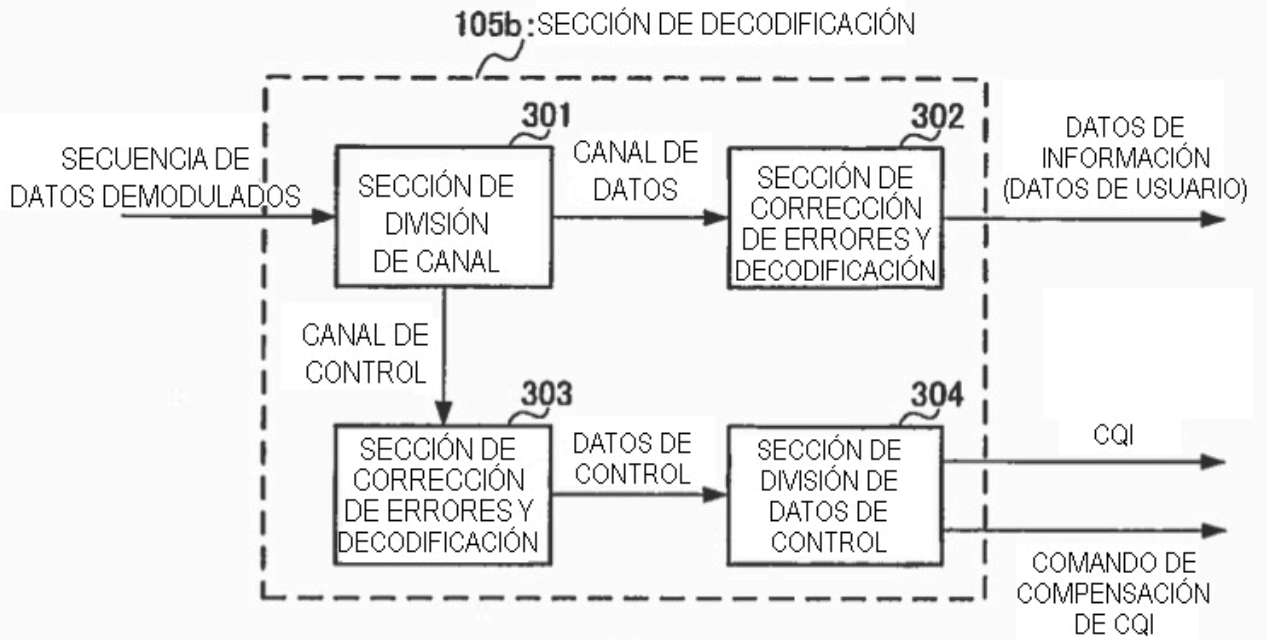 105b: SECCIÓN DE DECODIFICACIÓN
SECUENCIA DE
DATOS DEMODULADOS
301
SECCIÓN DE
DIVISIÓN
DE CANAL
CANAL DE
DATOS
302
SECCIÓN DE
CORRECCIÓN
DE ERRORES Y
DECODIFICACIÓN
DATOS DE
INFORMACIÓN
(DATOS DE USUARIO)
CANAL DE
CONTROL
303
SECCIÓN DE
CORRECCIÓN
DE ERRORES Y
DECODIFICACIÓN
DATOS DE
CONTROL
304
SECCIÓN DE
DIVISIÓN DE
DATOS DE
CONTROL
CQI
COMANDO DE
COMPENSACIÓN
DE CQI